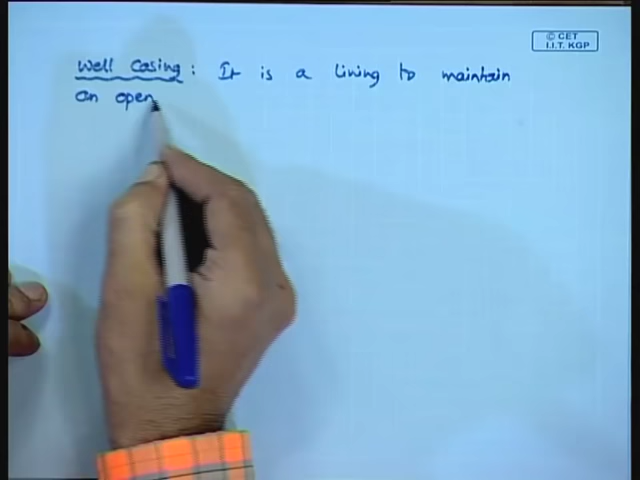 © CET
I.I.T. KGP
Well Casing : It is a lining to maintain
an open